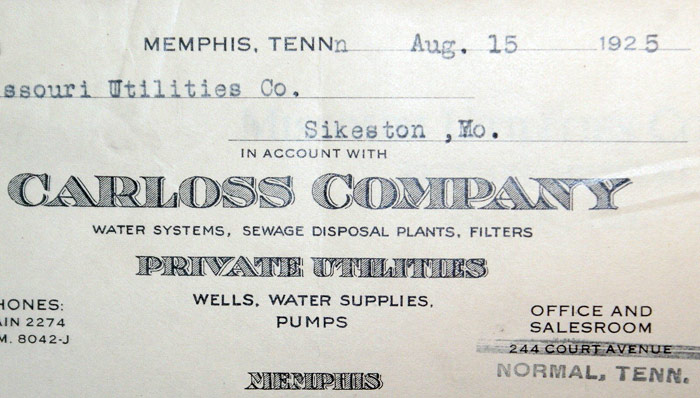 MEMPHIS, TENNn Aug. 15 1925
ssouri Utilities Co.
Sikeston ,Mo.
IN ACCOUNT WITH
CARLOSS COMPANY
WATER SYSTEMS, SEWAGE DISPOSAL PLANTS, FILTERS
PRIVATE UTILITIES
WELLS, WATER SUPPLIES,
PUMPS
HONES:
AIN 2274
M. 8042-J
OFFICE AND
SALESROOM
244 COURT AVENUE
NORMAL, TENN.
MEMPHIS